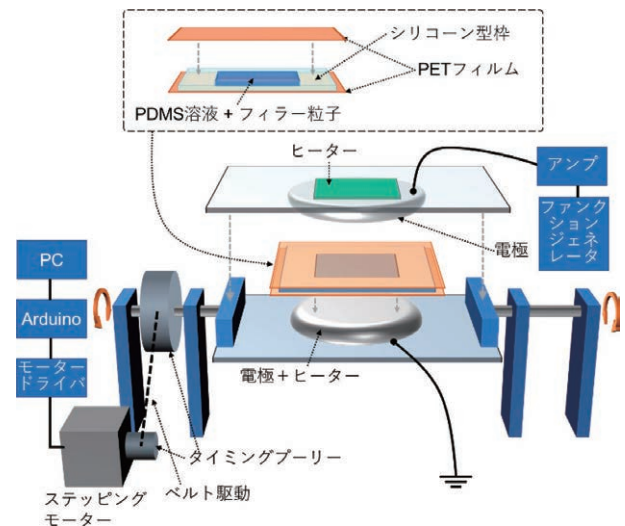 シリコーン型枠
PETフィルム
PDMS溶液 + フィラー粒子
ヒーター
アンプ
ファンク
ション
ジェネ
レータ
電極
PC
Arduino
モーター
ドライバ
電極+ヒーター
タイミングプーリー
ベルト駆動
ステッピング
モーター